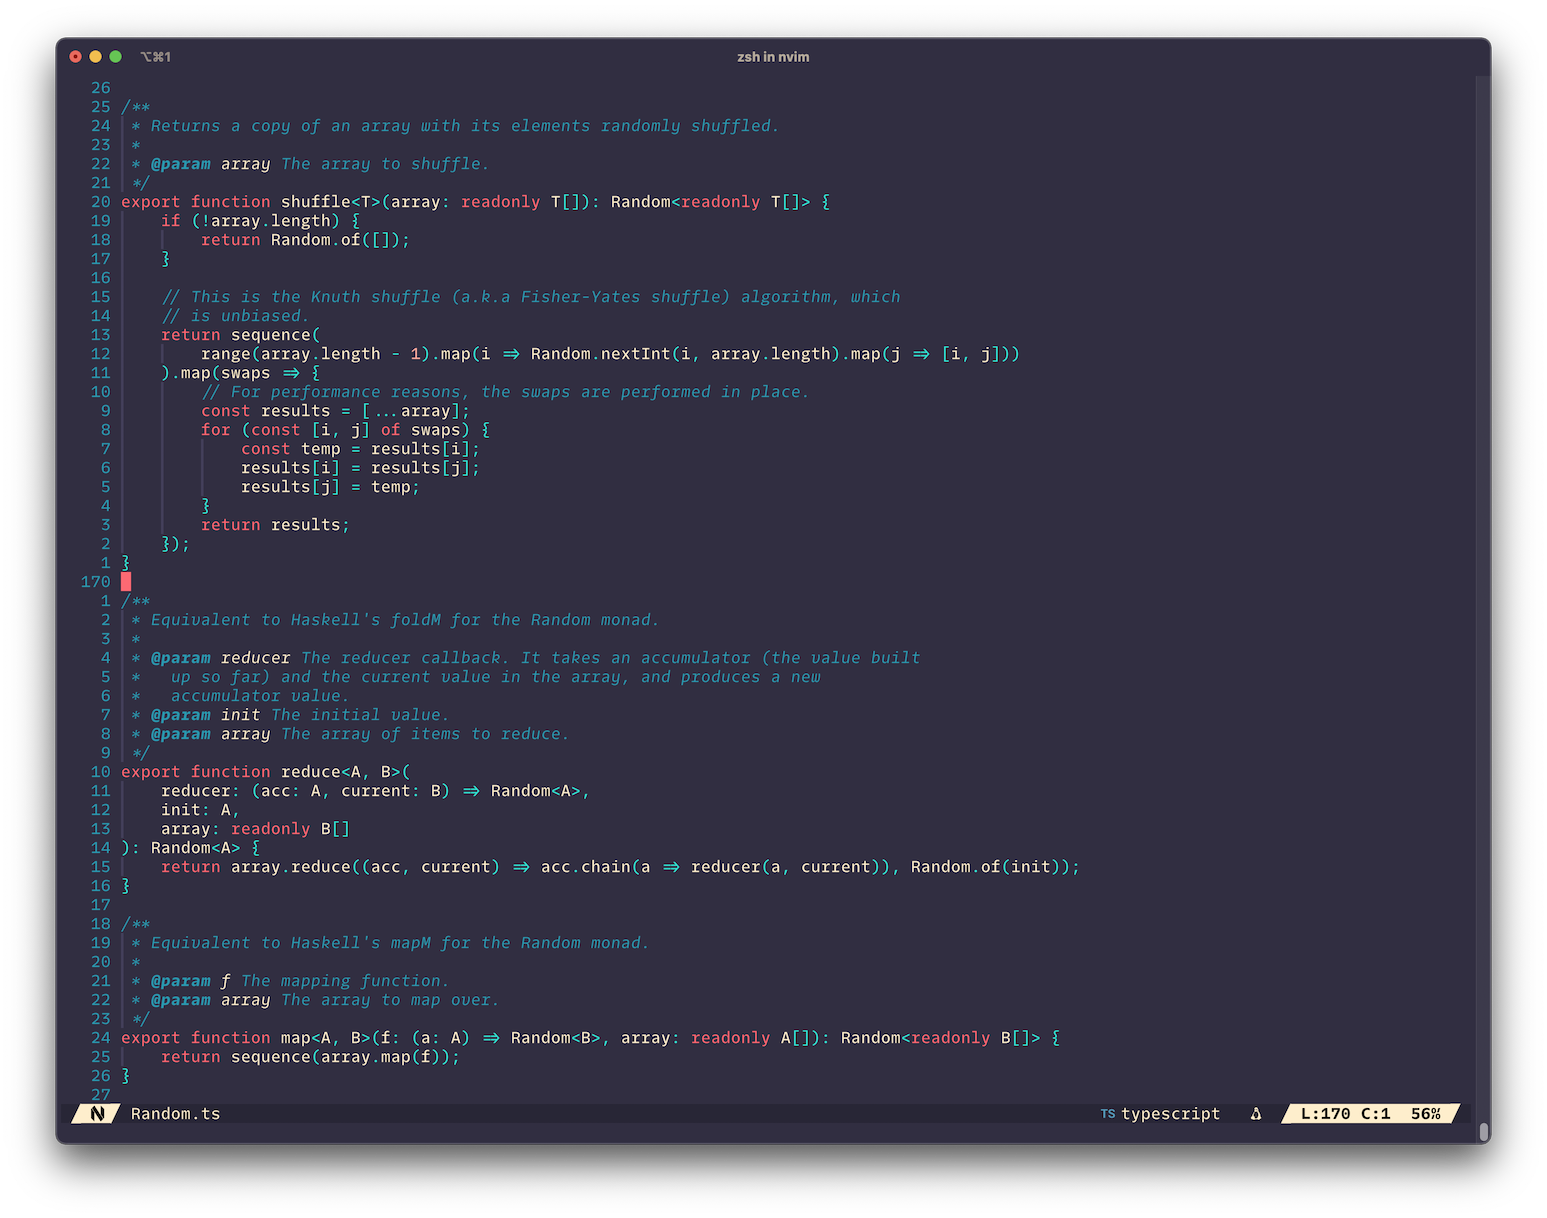 ⌥⌘1 zsh in nvim
26
25 /**
24 * Returns a copy of an array with its elements randomly shuffled.
23 *
22 * @param array The array to shuffle.
21 */
20 export function shuffle<T>(array: readonly T[]): Random<readonly T[]> {
19 if (!array.length) {
18 return Random.of([]);
17 }
16
15 // This is the Knuth shuffle (a.k.a Fisher-Yates shuffle) algorithm, which
14 // is unbiased.
13 return sequence(
12 range(array.length - 1).map(i => Random.nextInt(i, array.length).map(j => [i, j]))
11 ).map(swaps => {
10 // For performance reasons, the swaps are performed in place.
9 const results = [...array];
8 for (const [i, j] of swaps) {
7 const temp = results[i];
6 results[i] = results[j];
5 results[j] = temp;
4 }
3 return results;
2 });
1 }
170
1 /**
2 * Equivalent to Haskell's foldM for the Random monad.
3 *
4 * @param reducer The reducer callback. It takes an accumulator (the value built
5 * up so far) and the current value in the array, and produces a new
6 * accumulator value.
7 * @param init The initial value.
8 * @param array The array of items to reduce.
9 */
10 export function reduce<A, B>(
11 reducer: (acc: A, current: B) => Random<A>,
12 init: A,
13 array: readonly B[]
14 ): Random<A> {
15 return array.reduce((acc, current) => acc.chain(a => reducer(a, current)), Random.of(init));
16 }
17
18 /**
19 * Equivalent to Haskell's mapM for the Random monad.
20 *
21 * @param f The mapping function.
22 * @param array The array to map over.
23 */
24 export function map<A, B>(f: (a: A) => Random<B>, array: readonly A[]): Random<readonly B[]> {
25 return sequence(array.map(f));
26 }
27
N Random.ts TS typescript L:170 C:1 56%